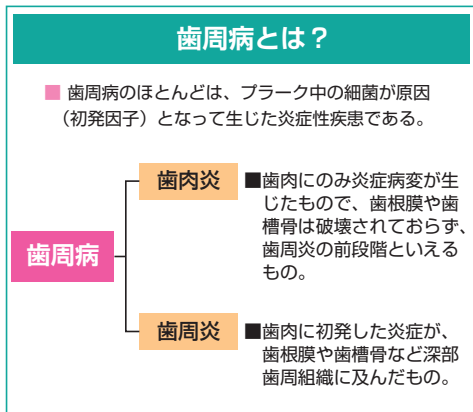 歯周病とは？
■ 歯周病のほとんどは、プラーク中の細菌が原因
（初発因子）となって生じた炎症性疾患である。
歯周病
歯肉炎
■歯肉にのみ炎症病変が生
じたもので、歯根膜や歯
槽骨は破壊されておらず、
歯周炎の前段階といえる
もの。
歯周炎
■歯肉に初発した炎症が、
歯根膜や歯槽骨など深部
歯周組織に及んだもの。